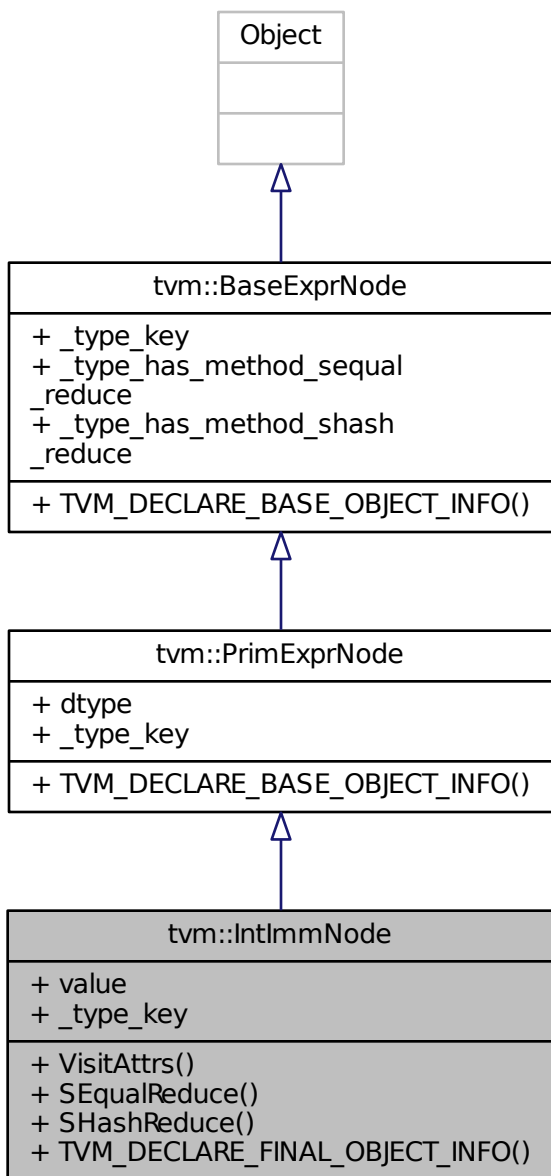 Object
tvm::BaseExprNode
+ _type_key
+ _type_has_method_sequal
_reduce
+ _type_has_method_shash
_reduce
+ TVM_DECLARE_BASE_OBJECT_INFO()
tvm::PrimExprNode
+ dtype
+ _type_key
+ TVM_DECLARE_BASE_OBJECT_INFO()
tvm::IntImmNode
+ value
+ _type_key
+ VisitAttrs()
+ SEqualReduce()
+ SHashReduce()
+ TVM_DECLARE_FINAL_OBJECT_INFO()